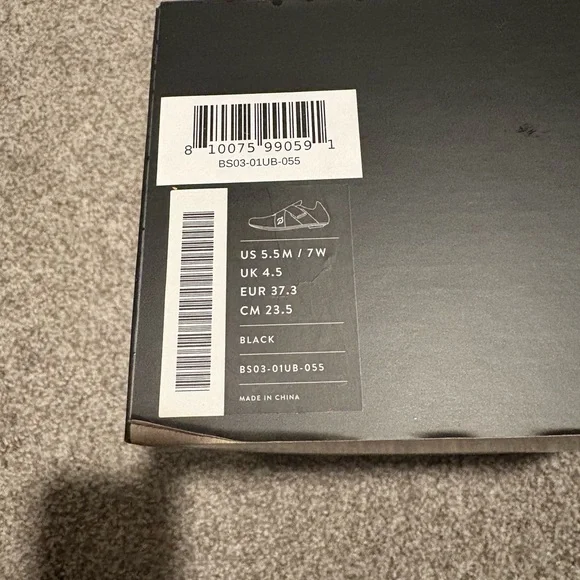 8 10075 99059 1
BS03-01UB-055
US 5.5M / 7W
UK 4.5
EUR 37.3
CM 23.5
BLACK
BS03-01UB-055
MADE IN CHINA